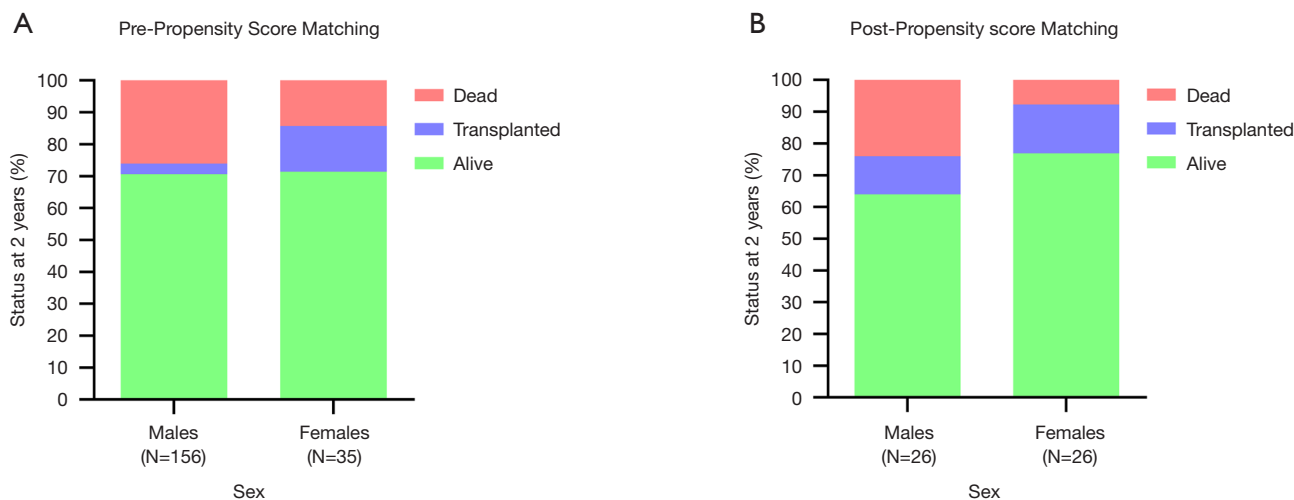 A
Pre-Propensity Score Matching
100
90
80
70
60
50
40
30
20
10
0
Status at 2 years (%)
Dead
Transplanted
Alive
Males
(N=156)
Females
(N=35)
Sex
B
Post-Propensity score Matching
100
90
80
70
60
50
40
30
20
10
0
Status at 2 years (%)
Dead
Transplanted
Alive
Males
(N=26)
Females
(N=26)
Sex